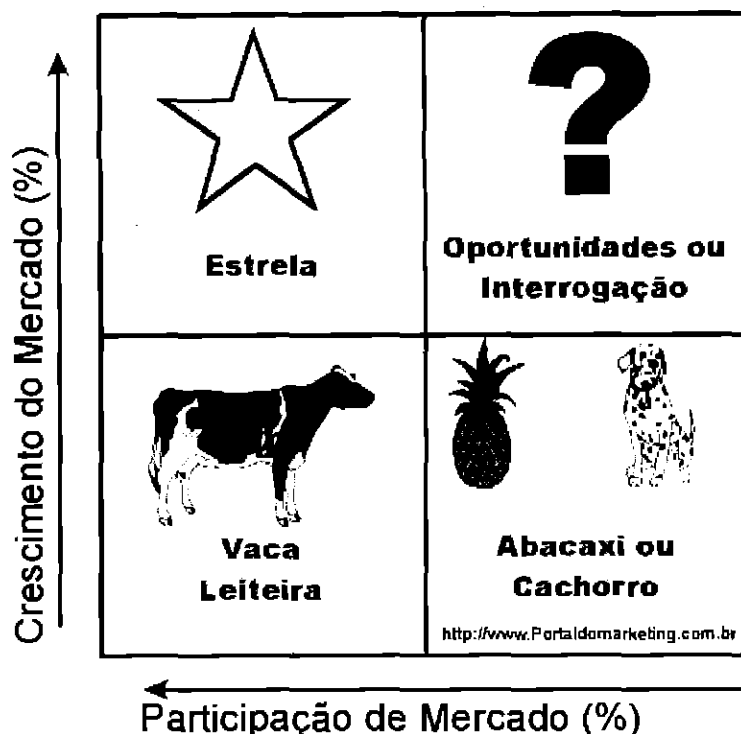 Crescimento do Mercado (%)
?
Estrela
Oportunidades ou
Interrogação
Vaca
Leiteira
Abacaxi ou
Cachorro
http://www.Portaldomarketing.com.br
Participação de Mercado (%)